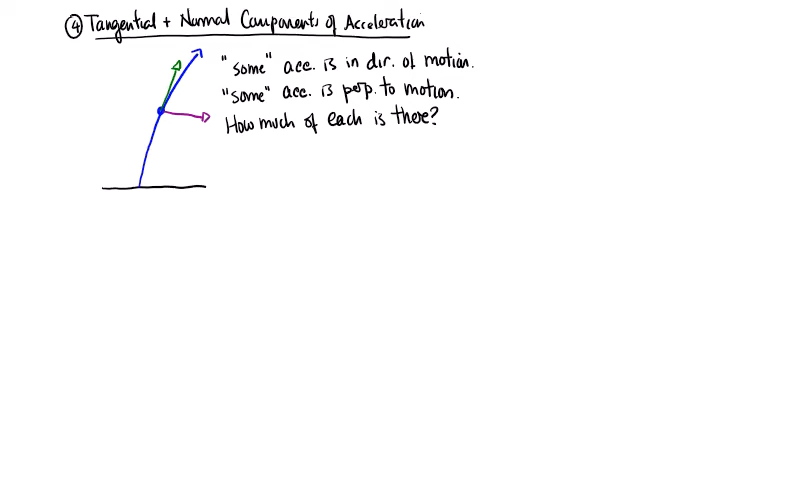 ④ Tangential + Normal Components of Acceleration
"some" acc. is in dir. of motion.
"some" acc. is perp. to motion.
How much of each is there?